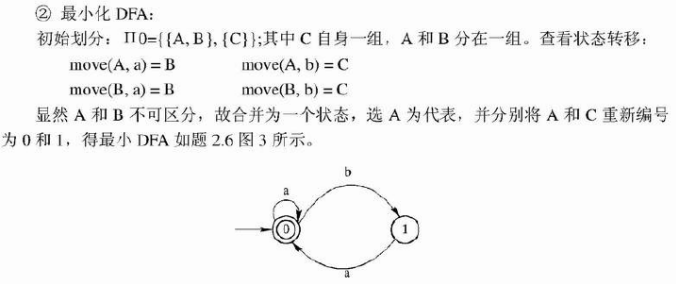 ② 最小化 DFA：
初始划分：Π0={{A, B}, {C}};其中 C 自身一组，A 和 B 分在一组。查看状态转移：
move(A, a) = B move(A, b) = C
move(B, a) = B move(B, b) = C
显然 A 和 B 不可区分，故合并为一个状态，选 A 为代表，并分别将 A 和 C 重新编号
为 0 和 1，得最小 DFA 如题 2.6 图 3 所示。
b
a
0
1
a